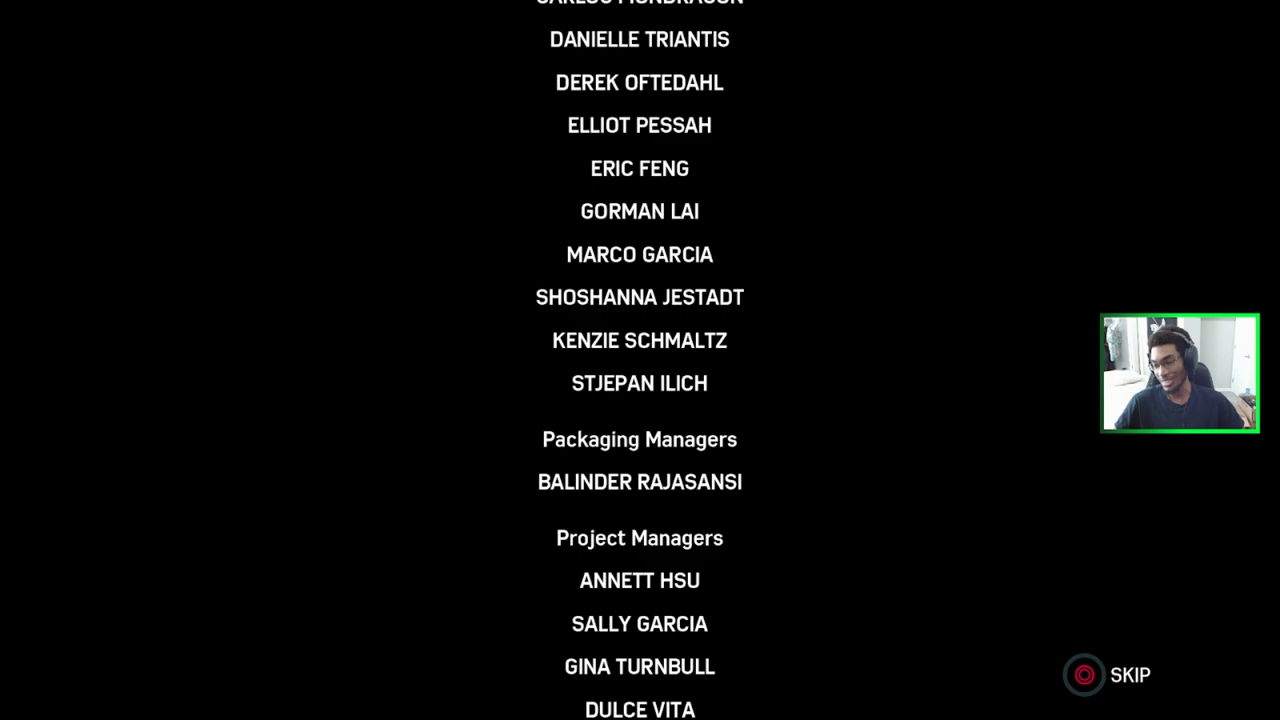 DANIELLE TRIANTIS
DEREK OFTEDAHL
ELLIOT PESSAH
ERIC FENG
GORMAN LAI
MARCO GARCIA
SHOSHANNA JESTADT
KENZIE SCHMALTZ
STJEPAN ILICH
Packaging Managers
BALINDER RAJASANSI
Project Managers
ANNETT HSU
SALLY GARCIA
GINA TURNBULL
SKIP
DULCE VITA